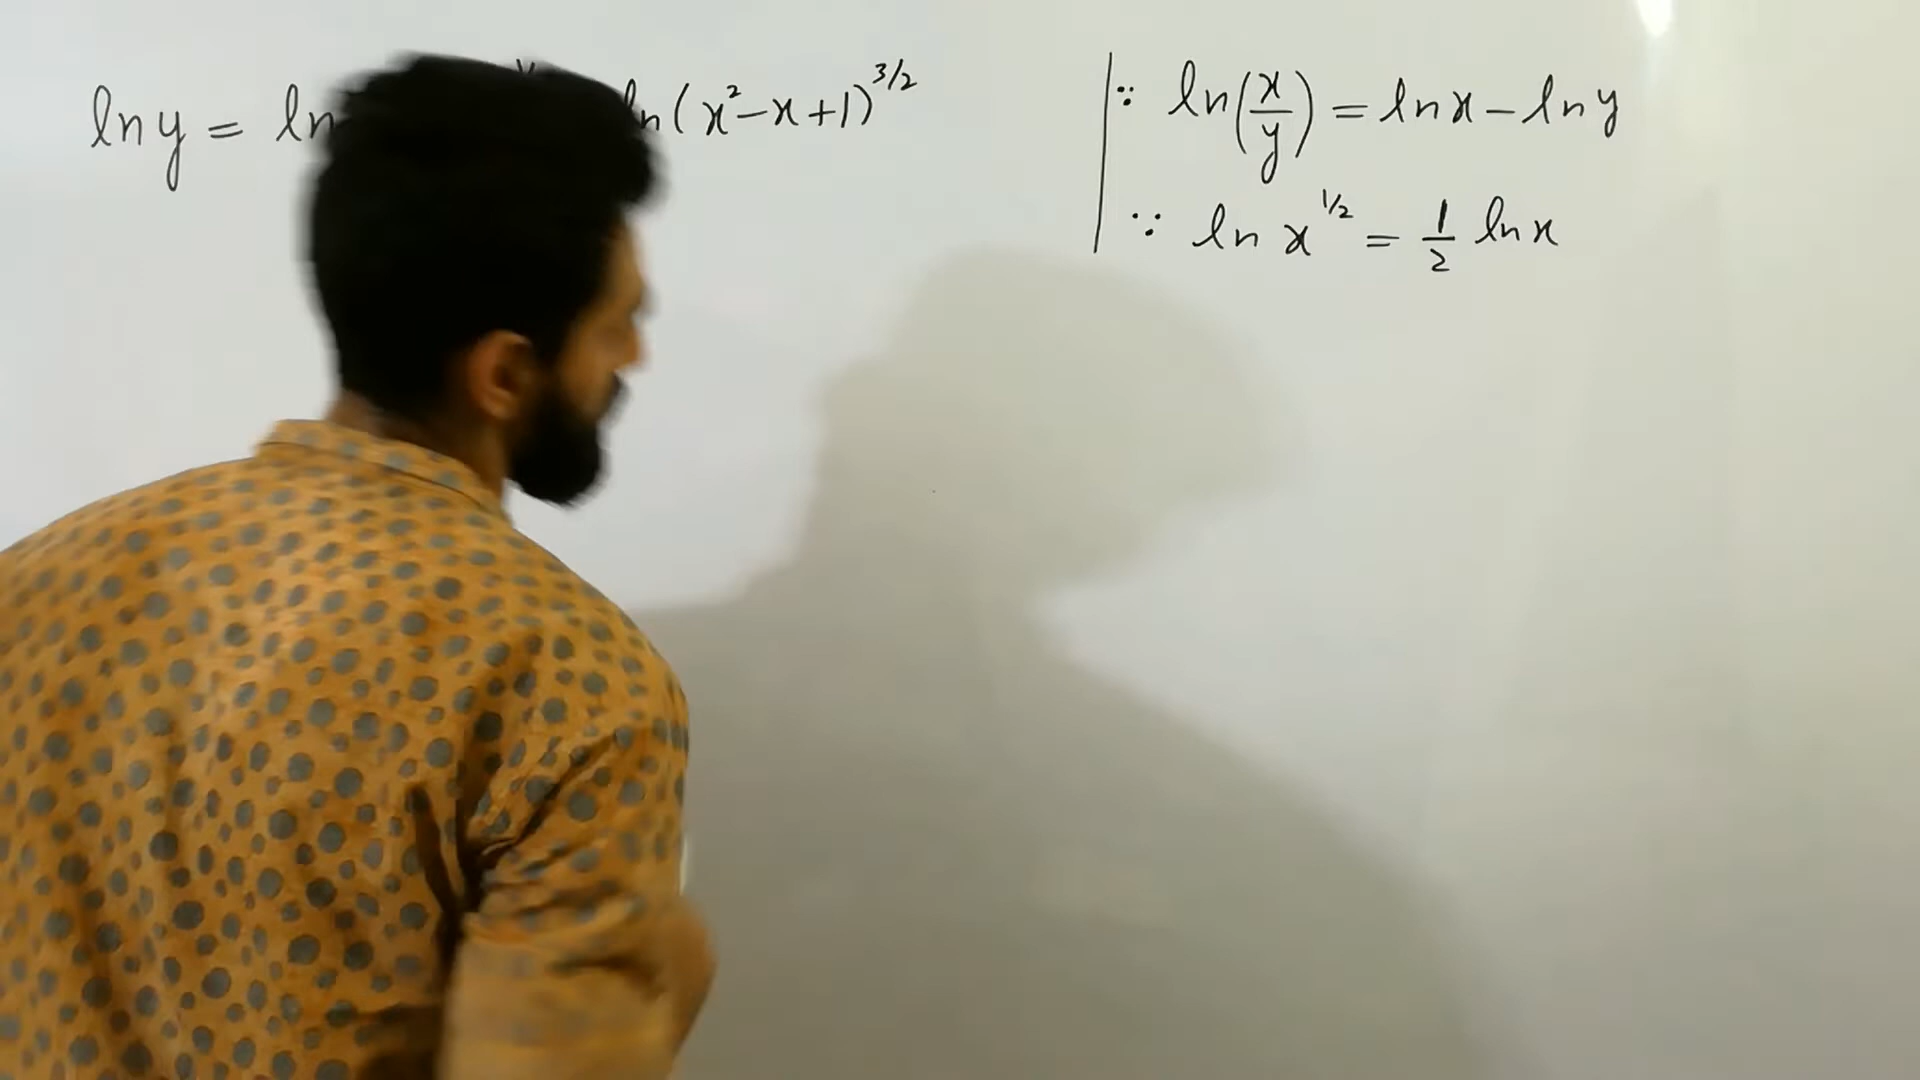 ln y = ln ln (x²-x+1)^3/2
∵ ln(x/y) = ln x - ln y
∵ ln x^1/2 = 1/2 ln x